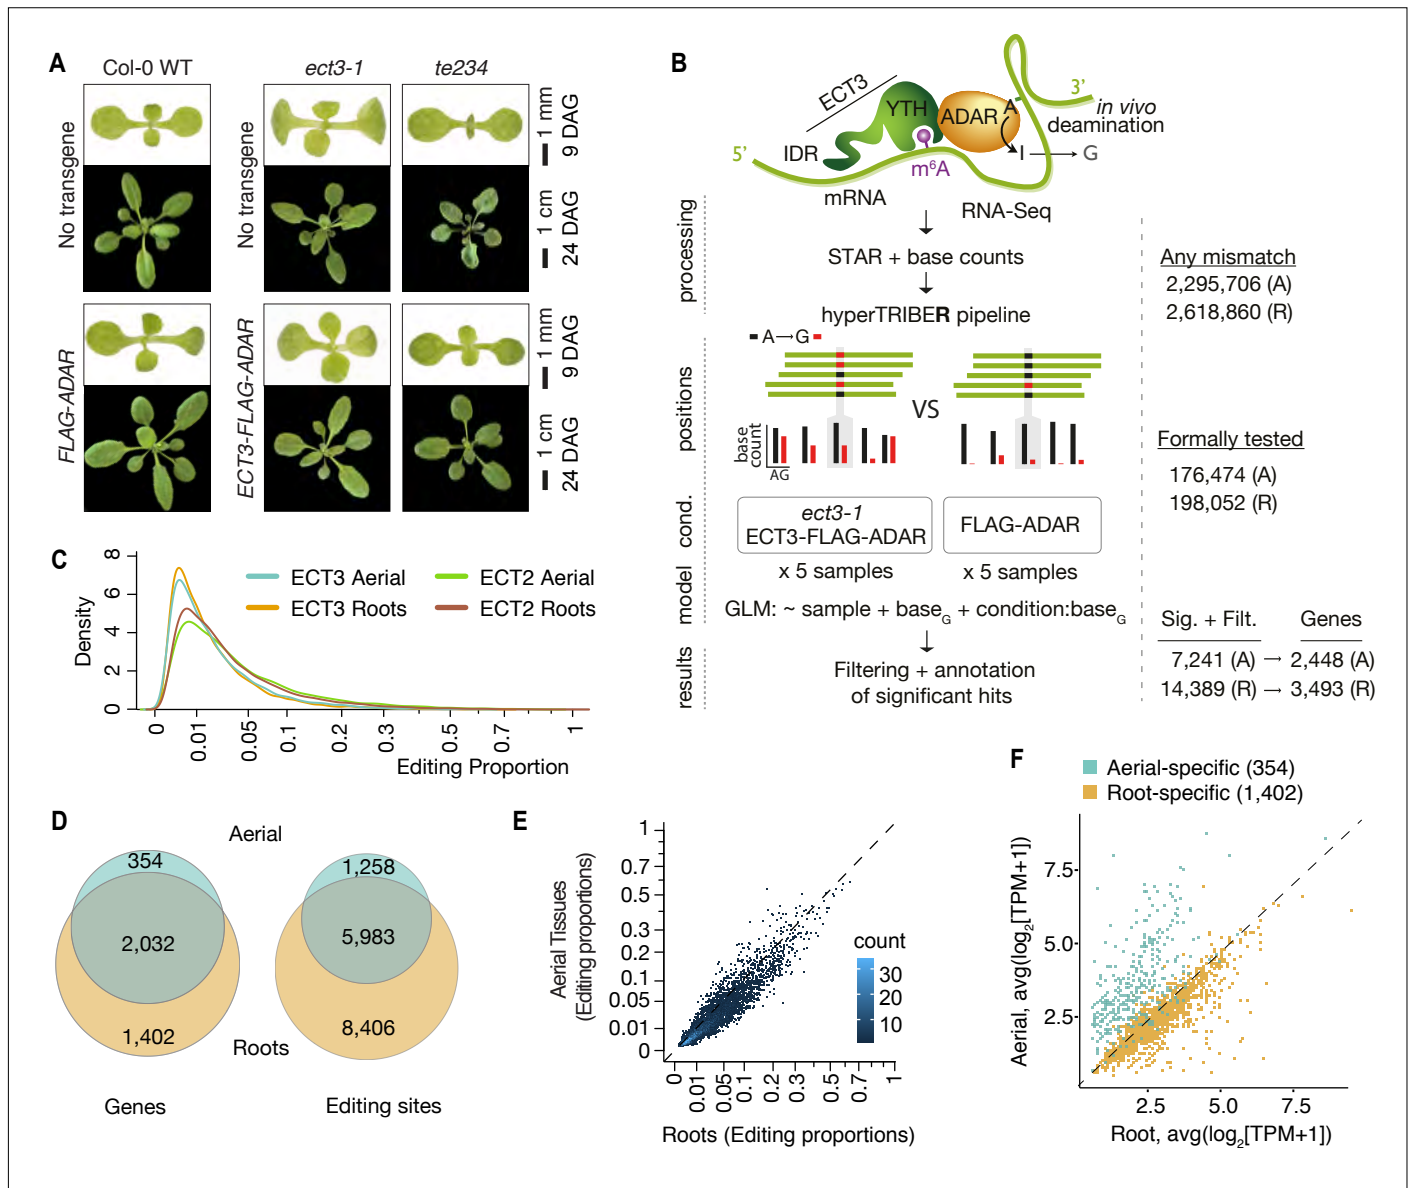 A
Col-0 WT
ect3-1
te234
No transgene
No transgene
1 mm
9 DAG
1 cm
24 DAG
FLAG-ADAR
ECT3-FLAG-ADAR
1 mm
9 DAG
1 cm
24 DAG
B
ECT3
YTH
ADAR
A
3’
in vivo
deamination
5’
IDR
m⁶A
I
G
mRNA
RNA-Seq
processing
STAR + base counts
hyperTRIBER pipeline
Any mismatch
2,295,706 (A)
2,618,860 (R)
positions
A→G
VS
base
count
AG
Formally tested
176,474 (A)
198,052 (R)
cond.
ect3-1
ECT3-FLAG-ADAR
FLAG-ADAR
x 5 samples
x 5 samples
model
GLM: ~ sample + base_G + condition:base_G
results
Filtering + annotation
of significant hits
Sig. + Filt.
Genes
7,241 (A) → 2,448 (A)
14,389 (R) → 3,493 (R)
C
Density
8
6
4
2
0
ECT3 Aerial
ECT2 Aerial
ECT3 Roots
ECT2 Roots
0
0.01
0.05
0.1
0.2
0.3
0.5
0.7
1
Editing Proportion
D
Aerial
354
2,032
1,402
1,258
5,983
8,406
Roots
Genes
Editing sites
E
Aerial Tissues
(Editing proportions)
1
0.7
0.5
0.3
0.2
0.1
0.05
0.01
0
count
30
20
10
0
0.01
0.05
0.1
0.2
0.3
0.5
0.7
1
Roots (Editing proportions)
F
Aerial-specific (354)
Root-specific (1,402)
Aerial, avg(log₂[TPM+1])
7.5
5.0
2.5
2.5
5.0
7.5
Root, avg(log₂[TPM+1])